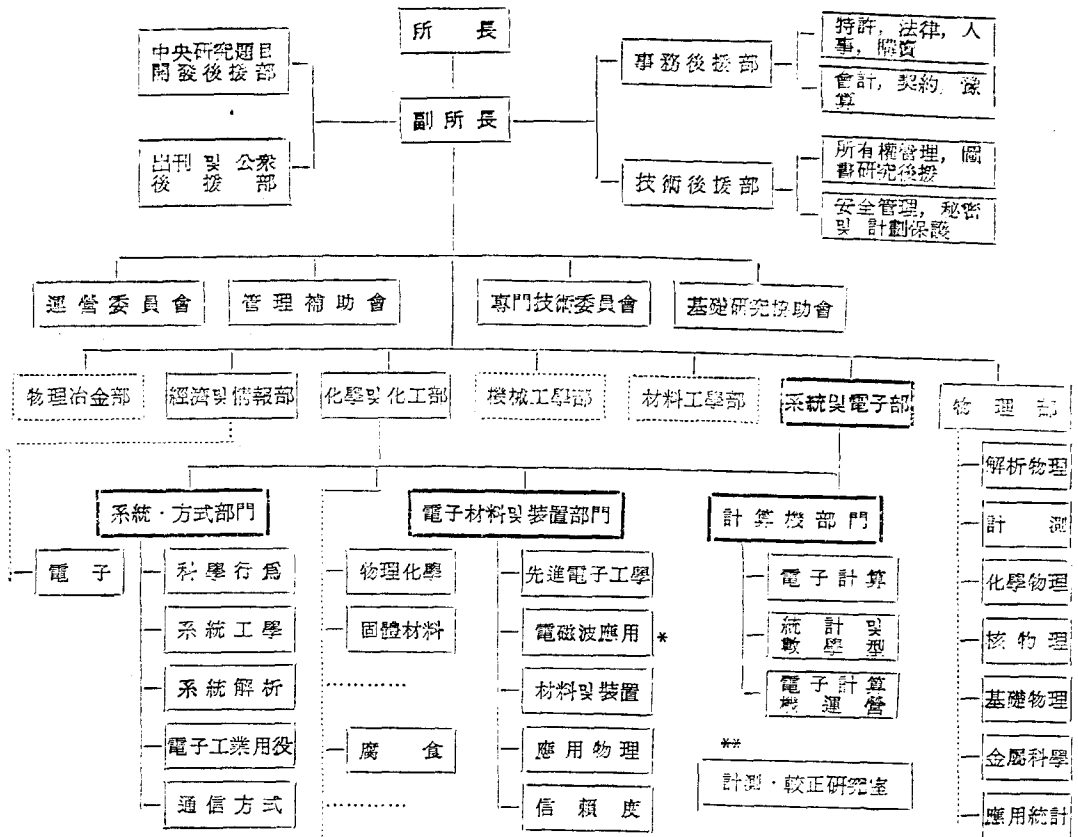 所長
中央研究題目
開發後援部
副所長
出刊 및 公衆
後援部
事務後援部
特許, 法律, 人
事, 購買
會計, 契約, 豫
算
技術後援部
所有權管理, 圖
書硏究後援
安全管理, 秘密
및 計劃保護
運營委員會
管理補助會
專門技術委員會
基礎硏究協助會
物理冶金部
經濟및情報部
化學및化工部
機械工學部
材料工學部
系統및電子部
物理部
系統·方式部門
電子材料및裝置部門
計算機部門
電子
科學行爲
系統工學
系統解析
電子工業用役
通信方式
物理化學
固體材料
............
腐食
............
先進電子工學
電磁波應用 *
材料및裝置
應用物理
信賴度
電子計算
統計 및
數學型
電子計算
機運營
**
計測·較正硏究室
解析物理
計測
化學物理
核物理
基礎物理
金屬科學
應用統計